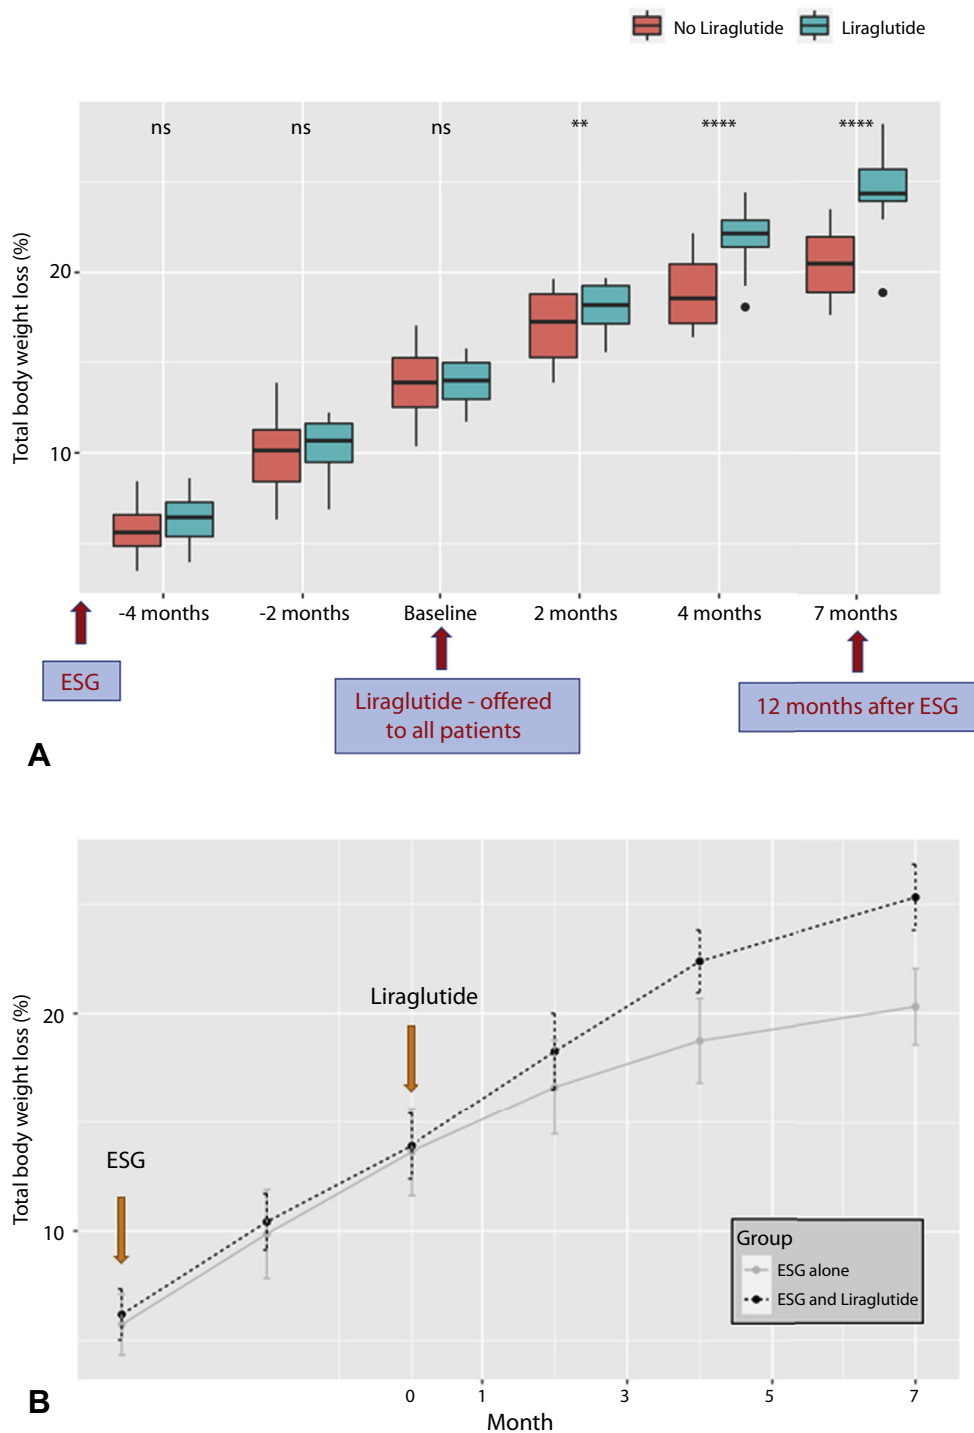 No Liraglutide Liraglutide
ns ns ns ** **** ****
Total body weight loss (%)
20
10
-4 months -2 months Baseline 2 months 4 months 7 months
ESG
Liraglutide - offered
to all patients
12 months after ESG
A
Total body weight loss (%)
20
10
Liraglutide
ESG
Group
ESG alone
ESG and Liraglutide
0 1 3 5 7
Month
B